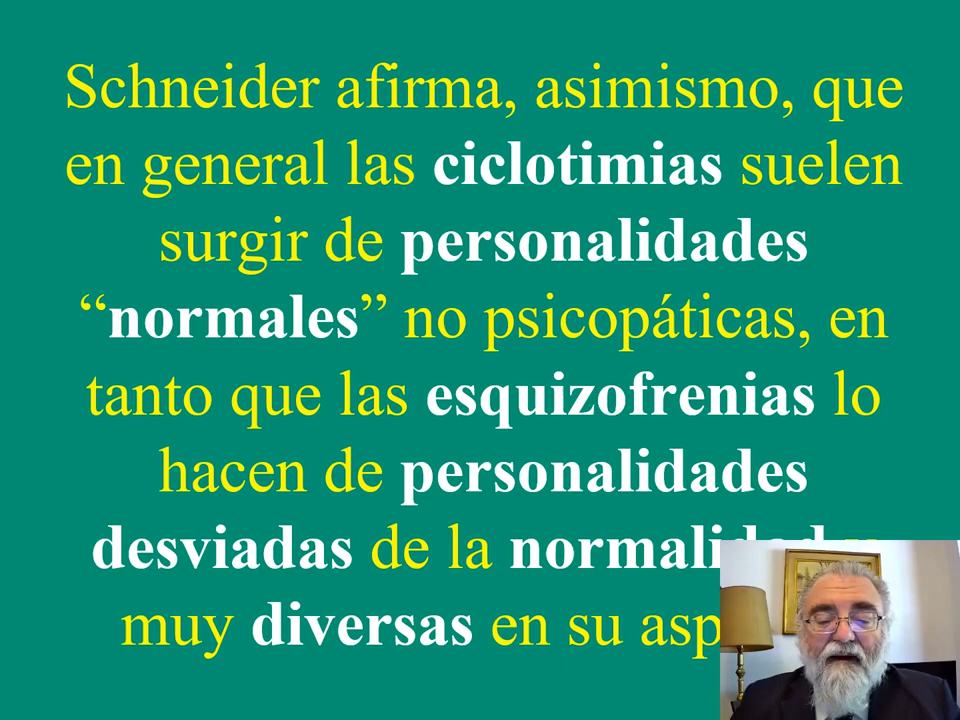 Schneider afirma, asimismo, que
en general las ciclotimias suelen
surgir de personalidades
“normales” no psicopáticas, en
tanto que las esquizofrenias lo
hacen de personalidades
desviadas de la normalidad y
muy diversas en su